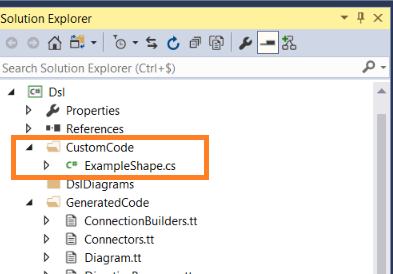 Solution Explorer
Search Solution Explorer (Ctrl+$)
C# Dsl
Properties
References
CustomCode
C# ExampleShape.cs
DslDiagrams
GeneratedCode
ConnectionBuilders.tt
Connectors.tt
Diagram.tt